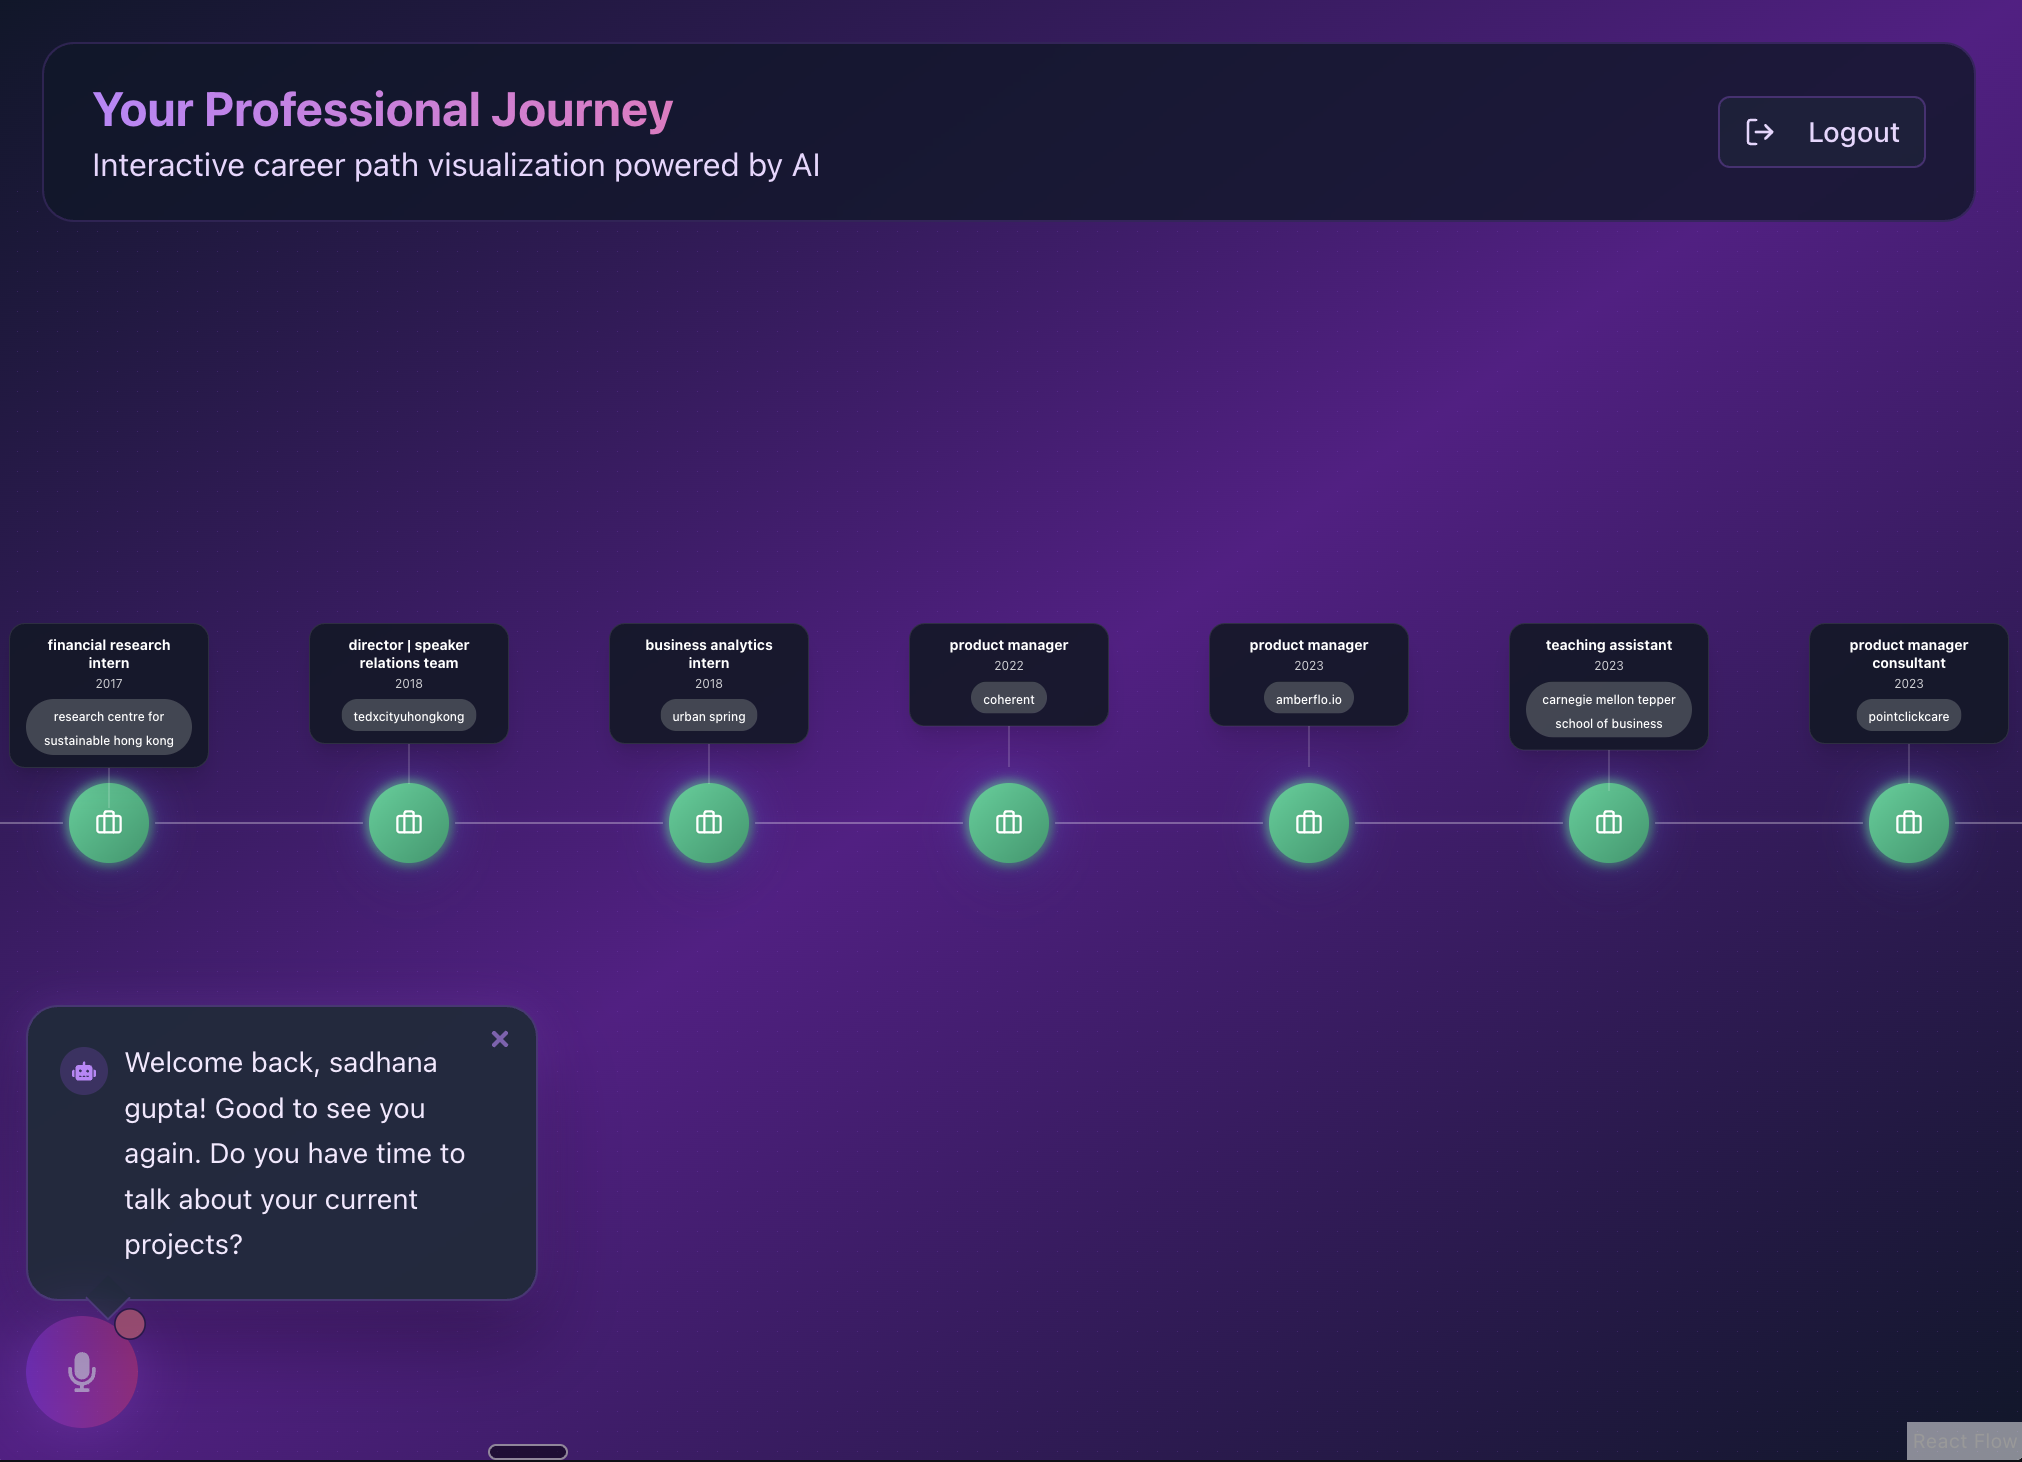 Your Professional Journey
Interactive career path visualization powered by AI
Logout
financial research
intern
2017
research centre for
sustainable hong kong
director | speaker
relations team
2018
tedxcityuhongkong
business analytics
intern
2018
urban spring
product manager
2022
coherent
product manager
2023
amberflo.io
teaching assistant
2023
carnegie mellon tepper
school of business
product manager
consultant
2023
pointclickcare
Welcome back, sadhana
gupta! Good to see you
again. Do you have time to
talk about your current
projects?
React Flow